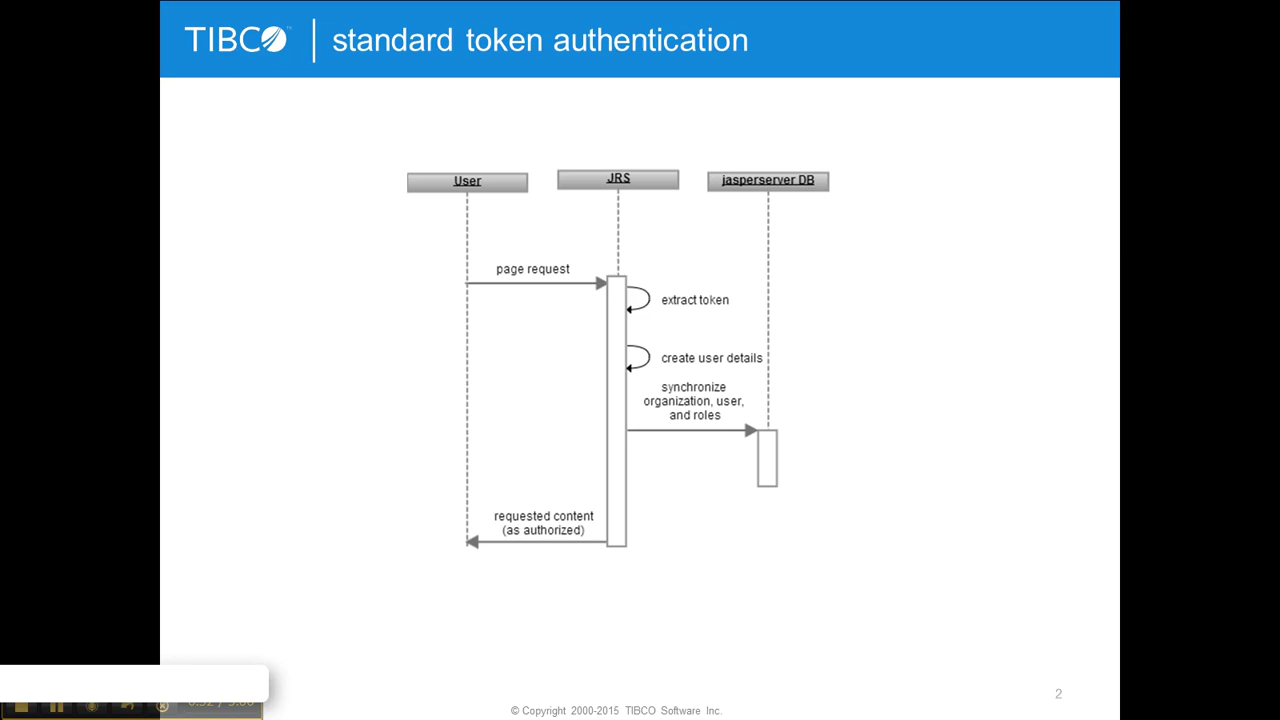 TIBCO
standard token authentication
User
JRS
jasperserver DB
page request
extract token
create user details
synchronize
organization, user,
and roles
requested content
(as authorized)
2
© Copyright 2000-2015 TIBCO Software Inc.